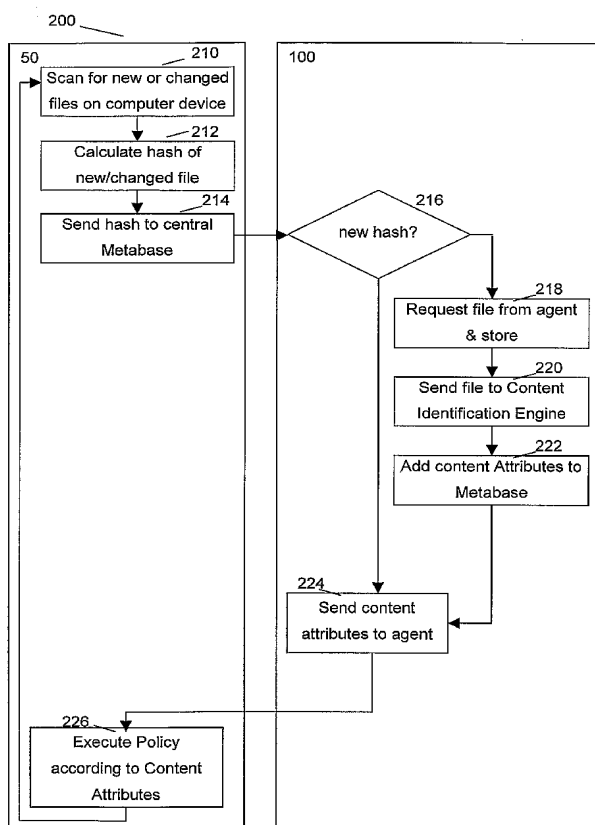 200
50
210
Scan for new or changed
files on computer device
212
Calculate hash of
new/changed file
214
Send hash to central
Metabase
100
216
new hash?
218
Request file from agent
& store
220
Send file to Content
Identification Engine
222
Add content Attributes to
Metabase
224
Send content
attributes to agent
226
Execute Policy
according to Content
Attributes